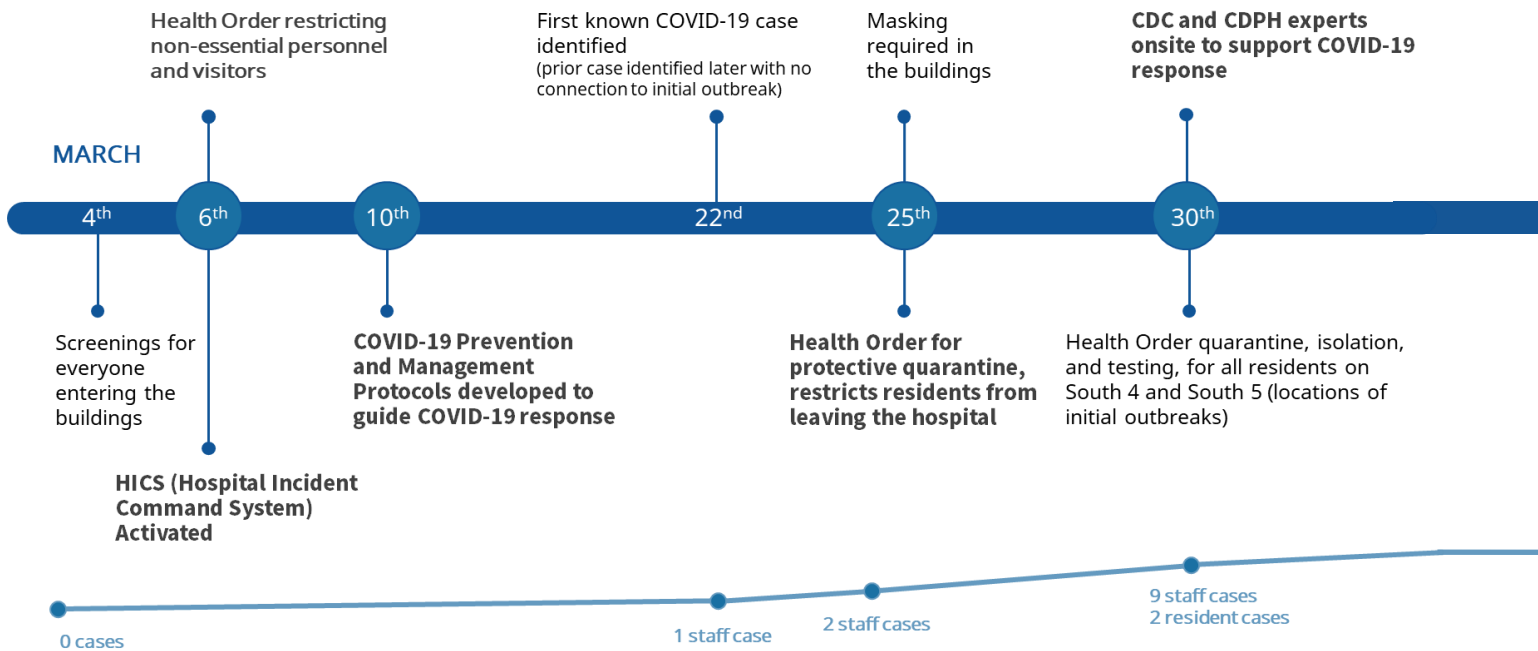 Health Order restricting
non-essential personnel
and visitors
First known COVID-19 case
identified
(prior case identified later with no
connection to initial outbreak)
Masking
required in
the buildings
CDC and CDPH experts
onsite to support COVID-19
response
MARCH
4th
6th
10th
22nd
25th
30th
Screenings for
everyone
entering the
buildings
HICS (Hospital Incident
Command System)
Activated
COVID-19 Prevention
and Management
Protocols developed to
guide COVID-19 response
Health Order for
protective quarantine,
restricts residents from
leaving the hospital
Health Order quarantine, isolation,
and testing, for all residents on
South 4 and South 5 (locations of
initial outbreaks)
0 cases
1 staff case
2 staff cases
9 staff cases
2 resident cases